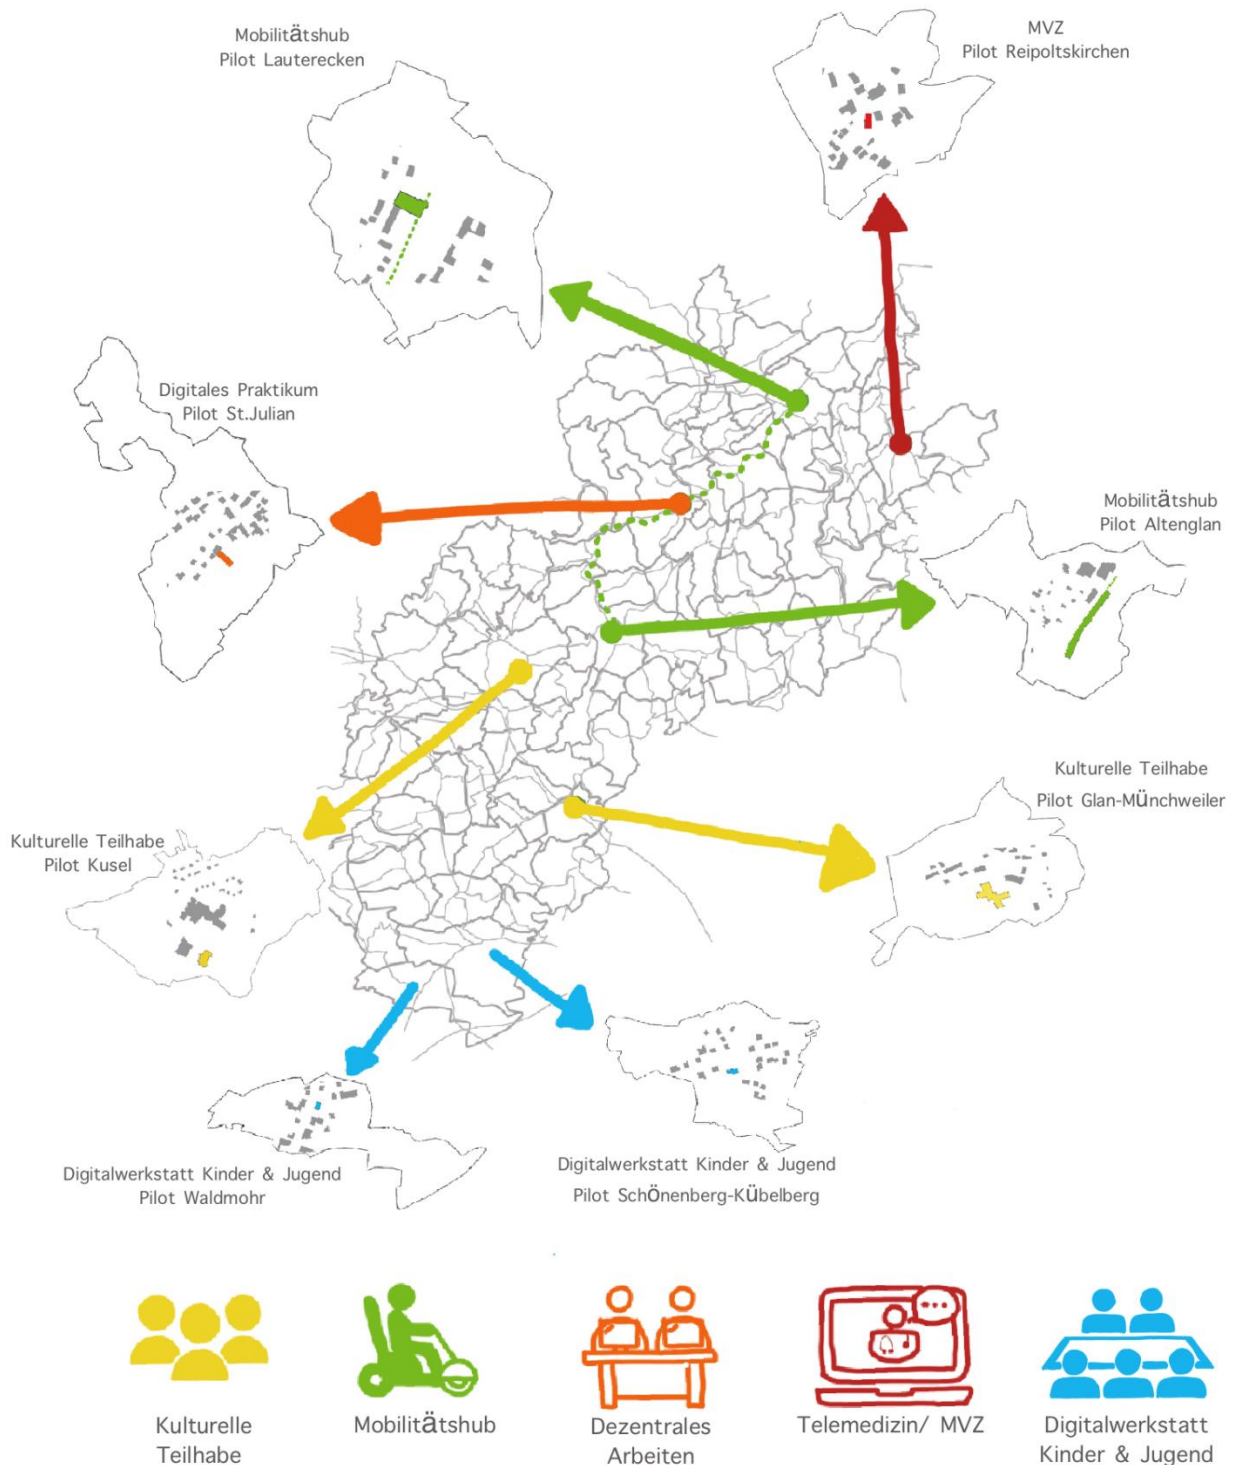 Mobilitätshub
Pilot Lauterecken
MVZ
Pilot Reipoltskirchen
Digitales Praktikum
Pilot St.Julian
Mobilitätshub
Pilot Altenglan
Kulturelle Teilhabe
Pilot Glan-Münchweiler
Kulturelle Teilhabe
Pilot Kusel
Digitalwerkstatt Kinder & Jugend
Pilot Waldmohr
Digitalwerkstatt Kinder & Jugend
Pilot Schönenberg-Kübelberg
Kulturelle
Teilhabe
Mobilitätshub
Dezentrales
Arbeiten
Telemedizin/ MVZ
Digitalwerkstatt
Kinder & Jugend